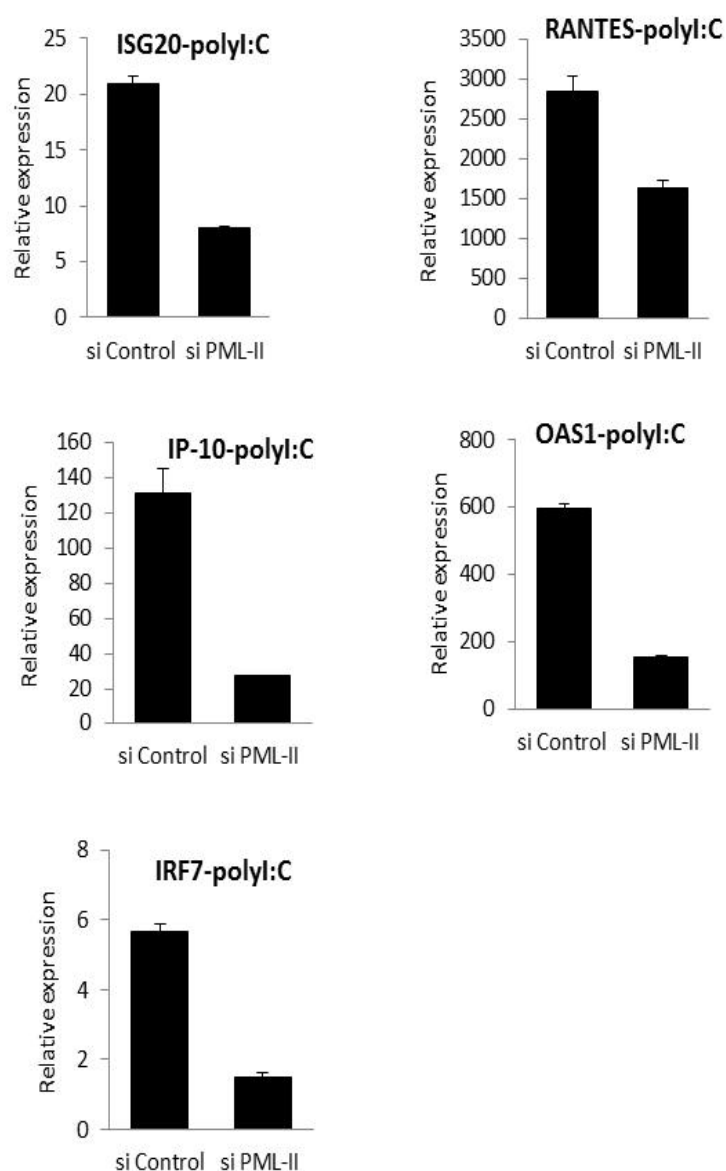 ISG20-polyI:C
Relative expression
25
20
15
10
5
0
si Control si PML-II
RANTES-polyI:C
Relative expression
3500
3000
2500
2000
1500
1000
500
0
si Control si PML-II
IP-10-polyI:C
Relative expression
160
140
120
100
80
60
40
20
0
si Control si PML-II
OAS1-polyI:C
Relative expression
800
600
400
200
0
si Control si PML-II
IRF7-polyI:C
Relative expression
8
6
4
2
0
si Control si PML-II